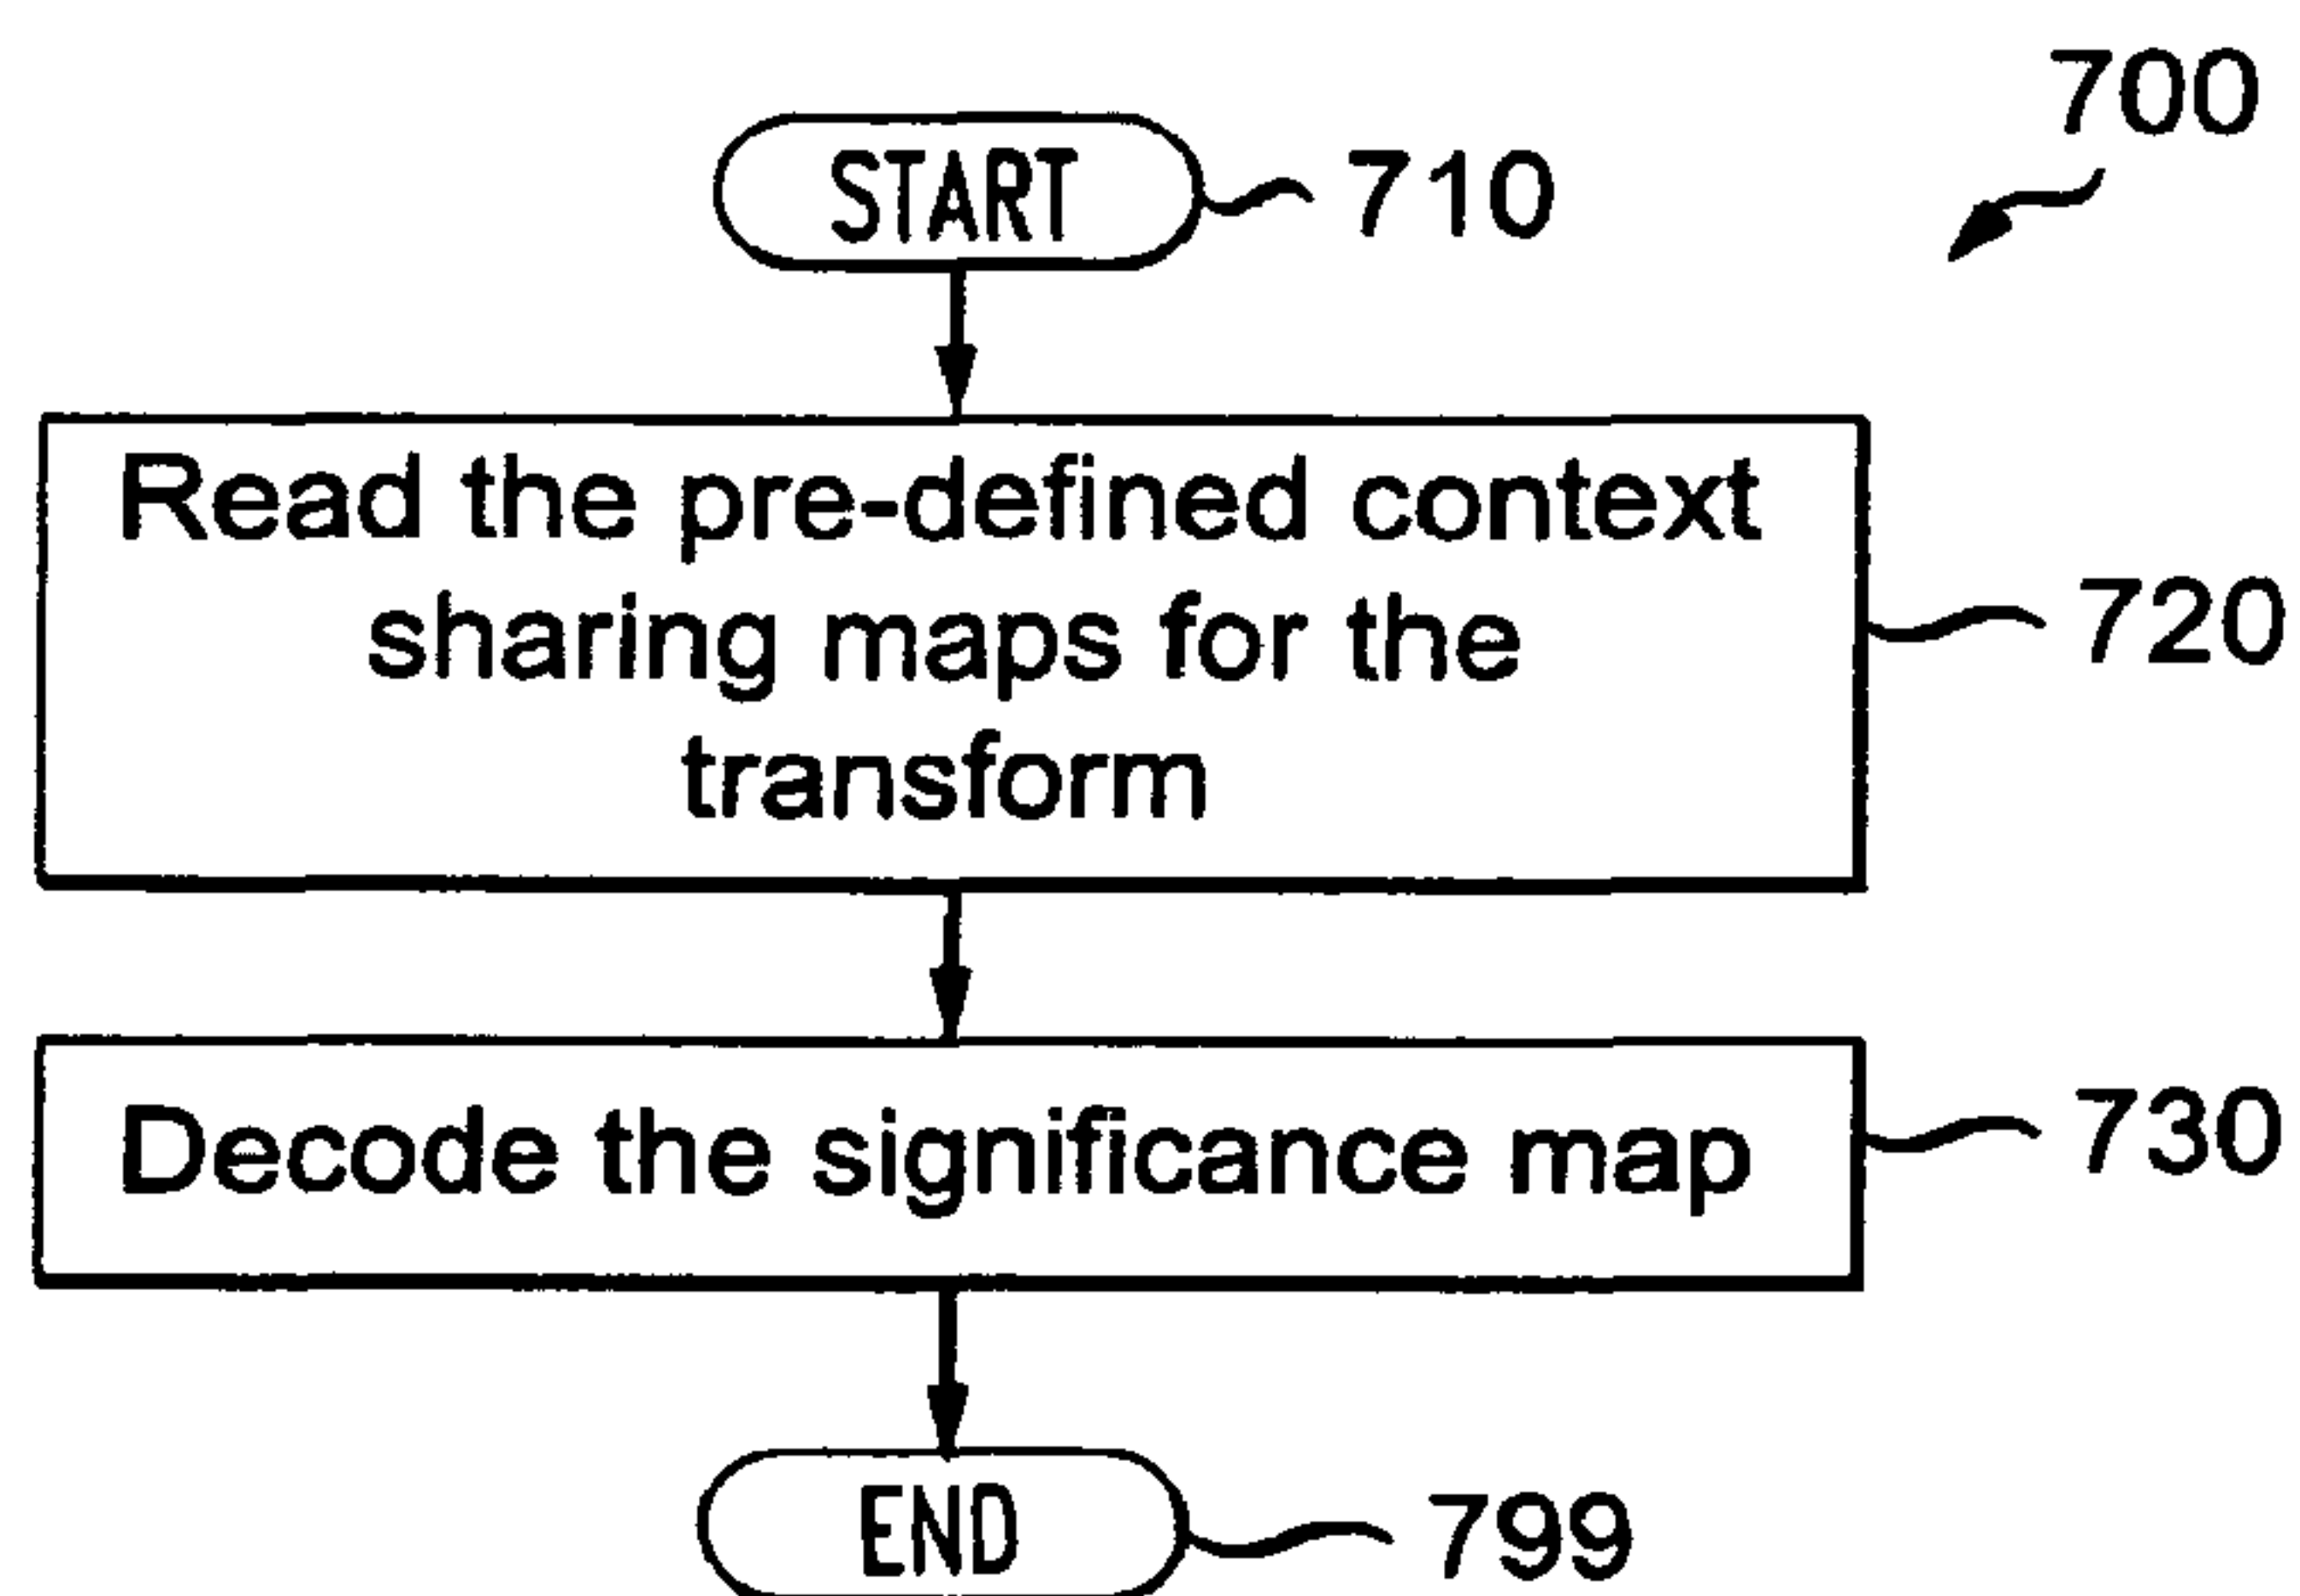 700
START 710
Read the pre-defined context
sharing maps for the
transform
720
Decode the significance map 730
END 799